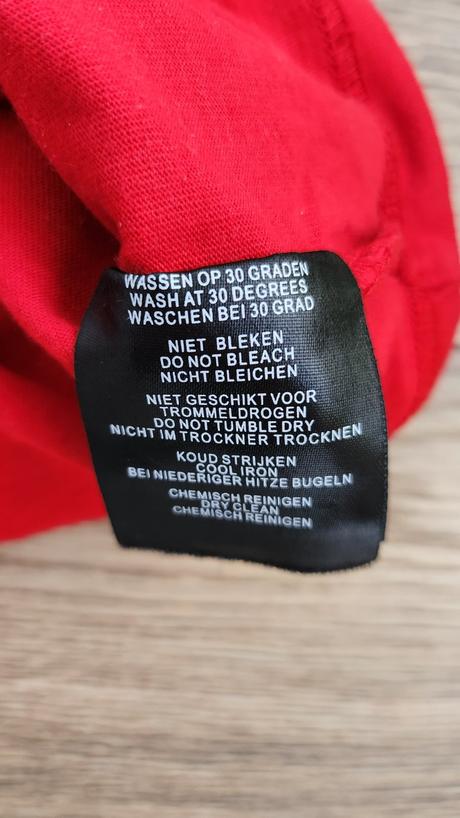 WASSEN OP 30 GRADEN
WASH AT 30 DEGREES
WASCHEN BEI 30 GRAD
NIET BLEKEN
DO NOT BLEACH
NICHT BLEICHEN
NIET GESCHIKT VOOR
TROMMELDROGEN
DO NOT TUMBLE DRY
NICHT IM TROCKNER TROCKNEN
KOUD STRIJKEN
COOL IRON
BEI NIEDERIGER HITZE BUGELN
CHEMISCH REINIGEN
DRY CLEAN
CHEMISCH REINIGEN